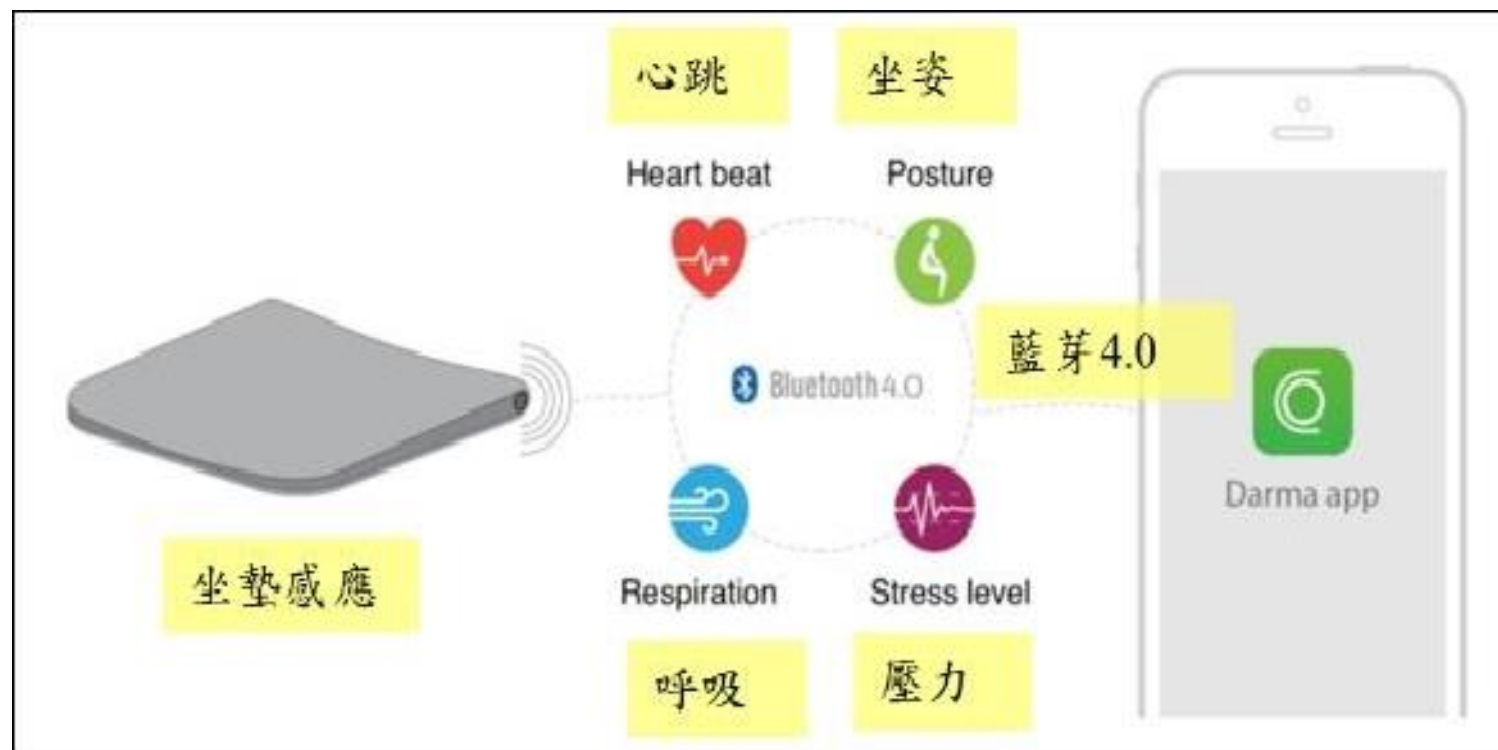 心跳
坐姿
Heart beat
Posture
藍芽4.0
Bluetooth 4.0
Darma app
坐墊感應
Respiration
Stress level
呼吸
壓力